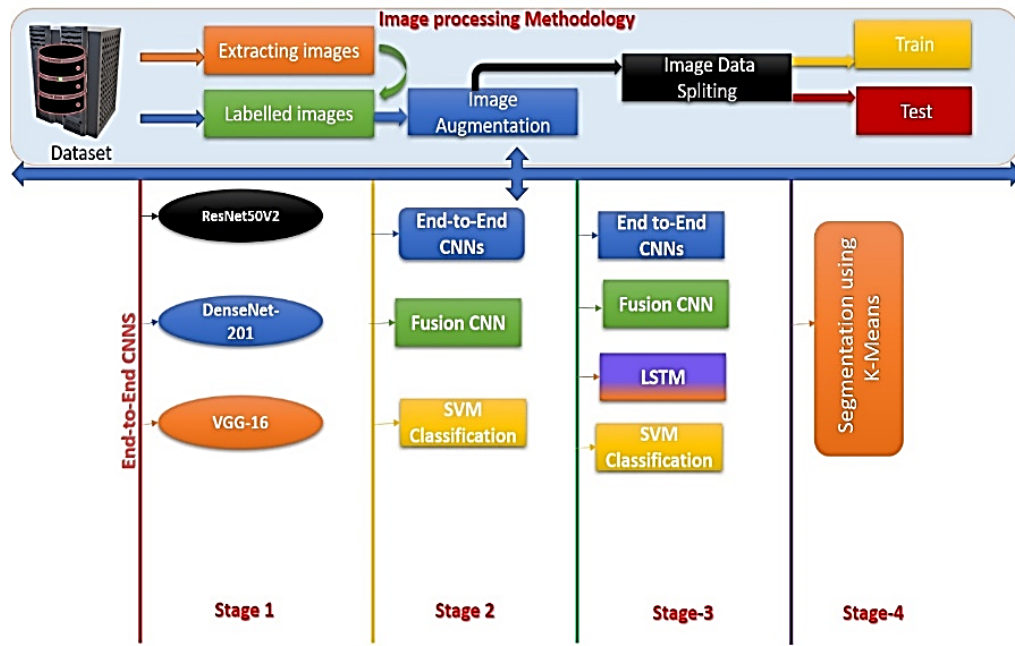 Image processing Methodology
Extracting images
Labelled images
Dataset
Image
Augmentation
Image Data
Spliting
Train
Test
End-to-End CNNS
ResNet50V2
DenseNet-
201
VGG-16
Stage 1
End-to-End
CNNs
Fusion CNN
SVM
Classification
Stage 2
End to-End
CNNs
Fusion CNN
LSTM
SVM
Classification
Stage-3
Segmentation using
K-Means
Stage-4